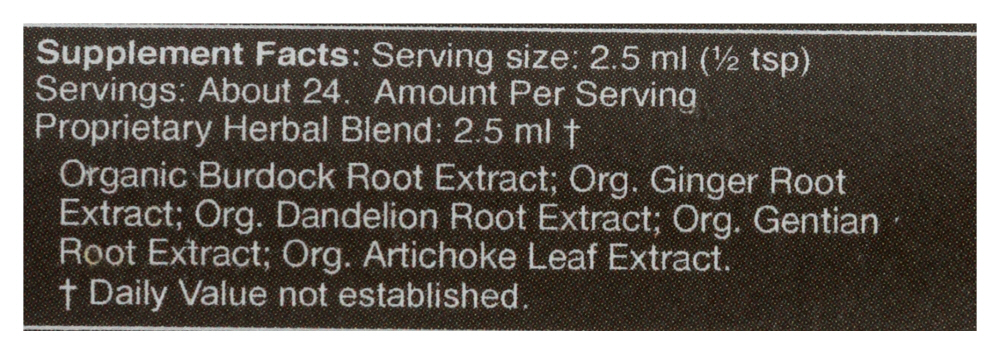 Supplement Facts: Serving size: 2.5 ml (½ tsp)
Servings: About 24. Amount Per Serving
Proprietary Herbal Blend: 2.5 ml †
Organic Burdock Root Extract; Org. Ginger Root
Extract; Org. Dandelion Root Extract; Org. Gentian
Root Extract; Org. Artichoke Leaf Extract.
† Daily Value not established.